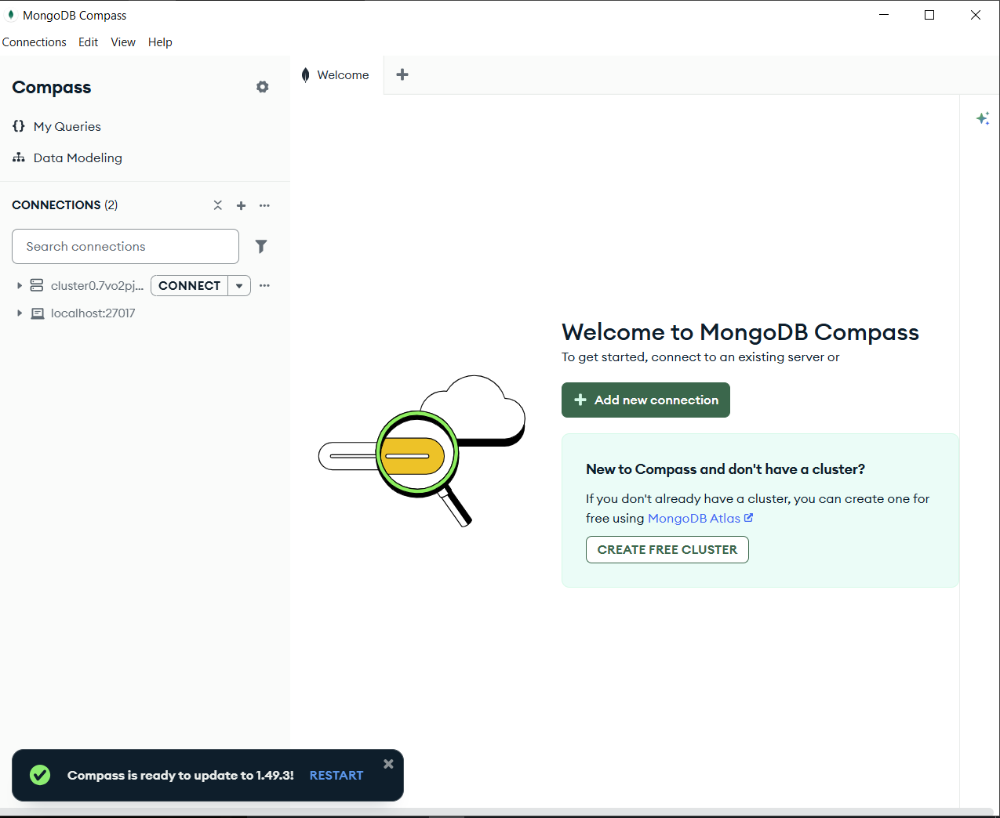 MongoDB Compass
Connections Edit View Help
Compass
My Queries
Data Modeling
CONNECTIONS (2)
Search connections
cluster0.7vo2pj... CONNECT
localhost:27017
Welcome
Welcome to MongoDB Compass
To get started, connect to an existing server or
Add new connection
New to Compass and don't have a cluster?
If you don't already have a cluster, you can create one for
free using MongoDB Atlas
CREATE FREE CLUSTER
Compass is ready to update to 1.49.3! RESTART